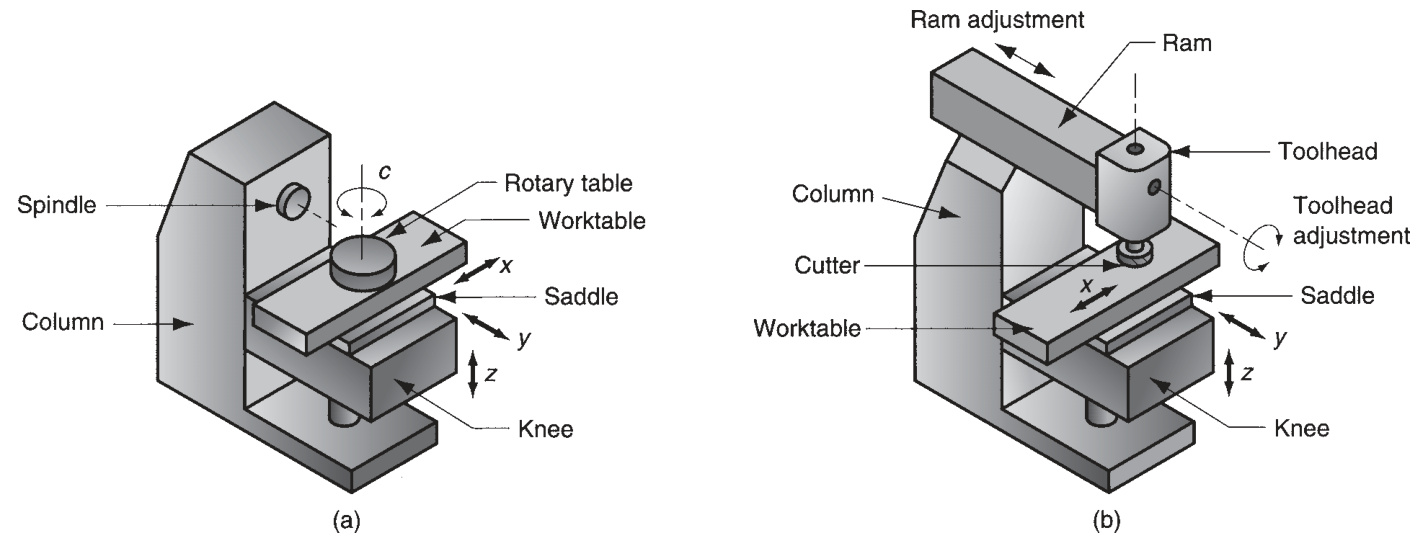 Spindle
c
Rotary table
Worktable
x
Saddle
Column
y
z
Knee
(a)
Ram adjustment
Ram
Toolhead
Column
Toolhead
adjustment
Cutter
x
Saddle
Worktable
y
z
Knee
(b)